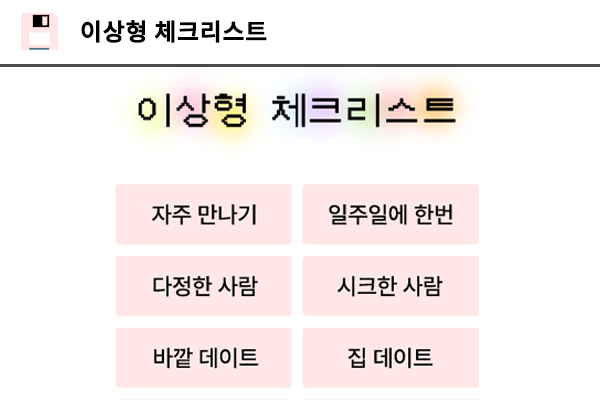 이상형 체크리스트
이상형 체크리스트
자주 만나기 일주일에 한번
다정한 사람 시크한 사람
바깥 데이트 집 데이트